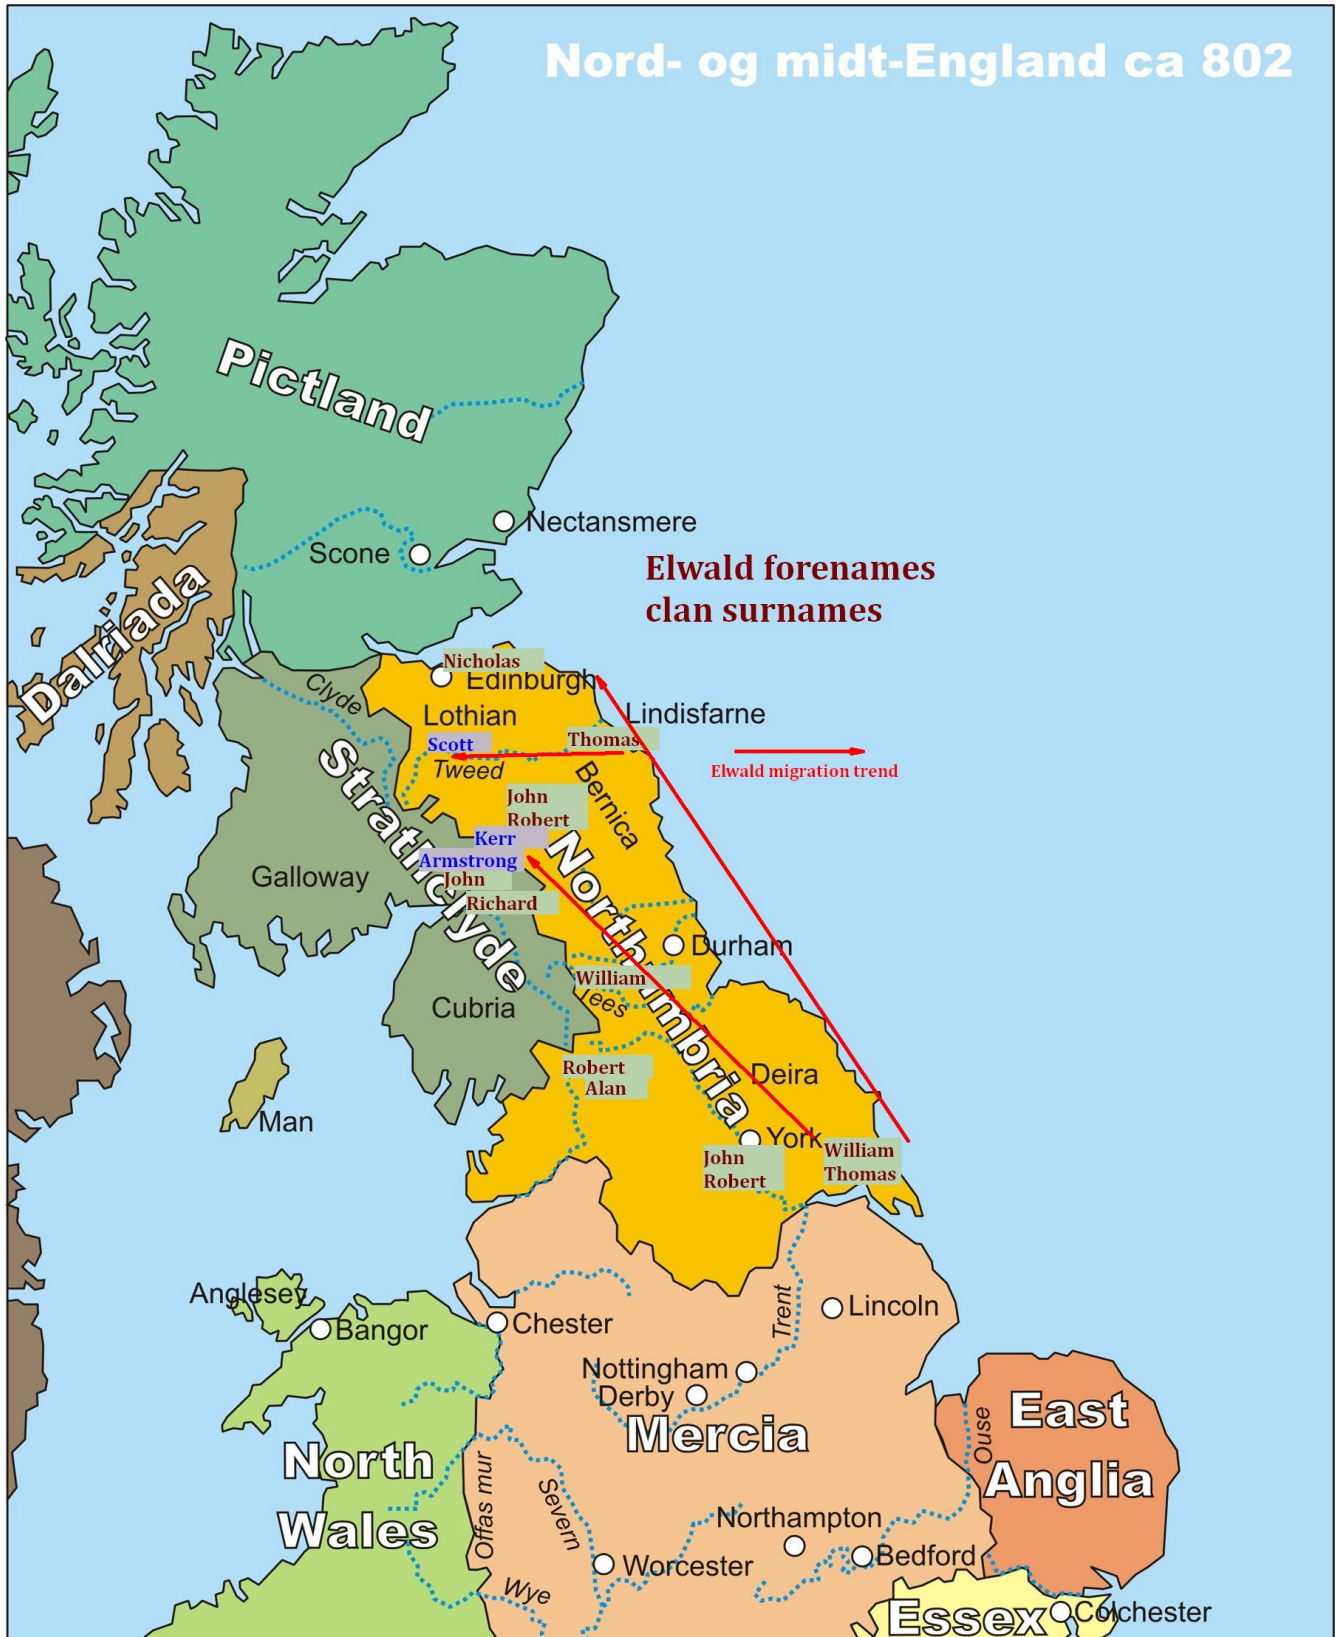 Nord- og midt-England ca 802
Pictland
Nectansmere
Scone
Elwald forenames
clan surnames
Dalriada
Nicholas
Edinburgh
Clyde
Lothian
Lindisfarne
Scott
Thomas
Tweed
Elwald migration trend
Bernica
Strathclyde
John
Robert
Kerr
Armstrong
John
Richard
Galloway
Northumbria
Durham
William
Tees
Cubria
Robert
Alan
Deira
Man
York
William
Thomas
John
Robert
Anglesey
Bangor
Chester
Trent
Lincoln
Nottingham
Derby
Mercia
East
Anglia
Ouse
North
Wales
Offas mur
Severn
Northampton
Worcester
Bedford
Wye
Essex
Colchester